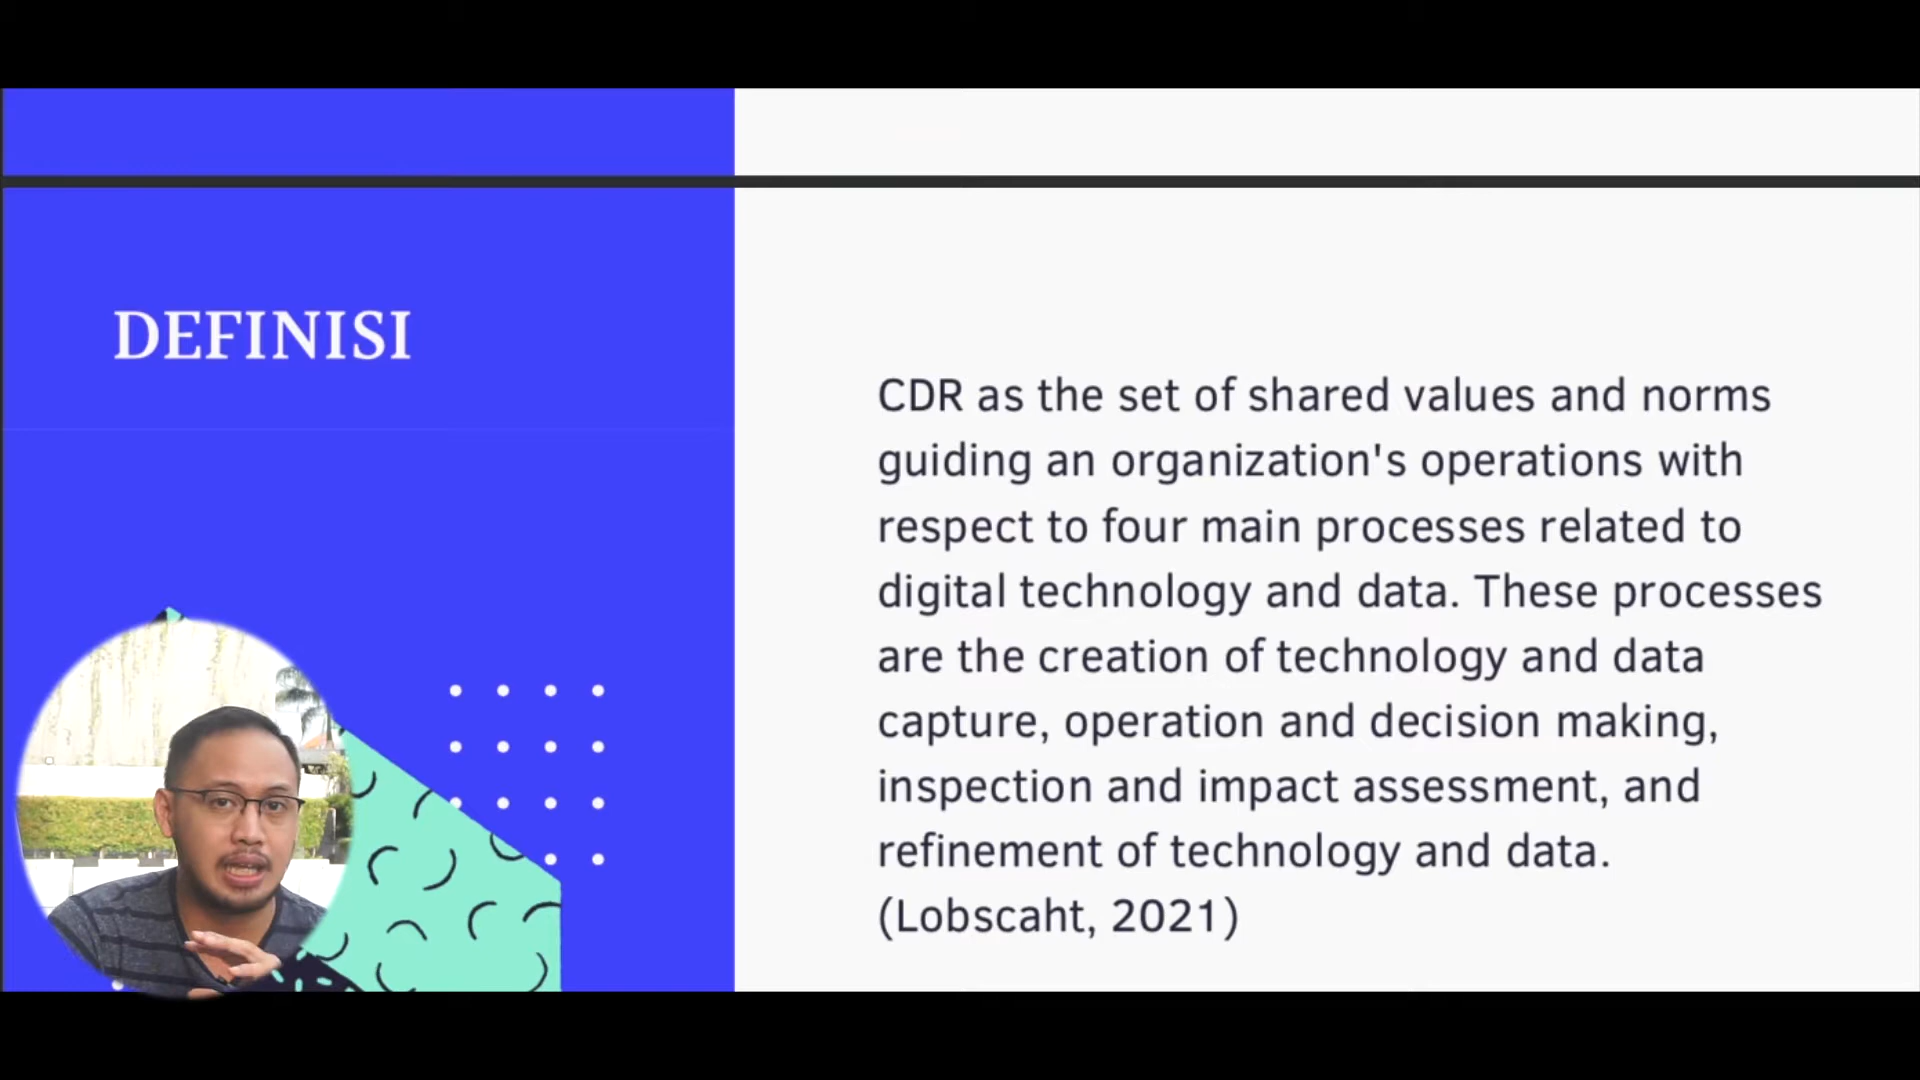 DEFINISI
CDR as the set of shared values and norms
guiding an organization's operations with
respect to four main processes related to
digital technology and data. These processes
are the creation of technology and data
capture, operation and decision making,
inspection and impact assessment, and
refinement of technology and data.
(Lobscaht, 2021)